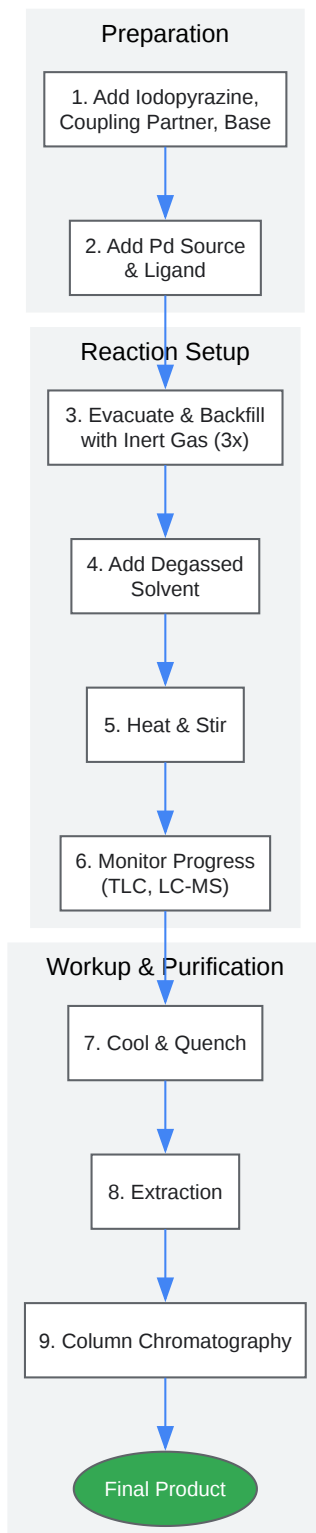 Preparation
1. Add Iodopyrazine,
Coupling Partner, Base
2. Add Pd Source
& Ligand
Reaction Setup
3. Evacuate & Backfill
with Inert Gas (3x)
4. Add Degassed
Solvent
5. Heat & Stir
6. Monitor Progress
(TLC, LC-MS)
Workup & Purification
7. Cool & Quench
8. Extraction
9. Column Chromatography
Final Product